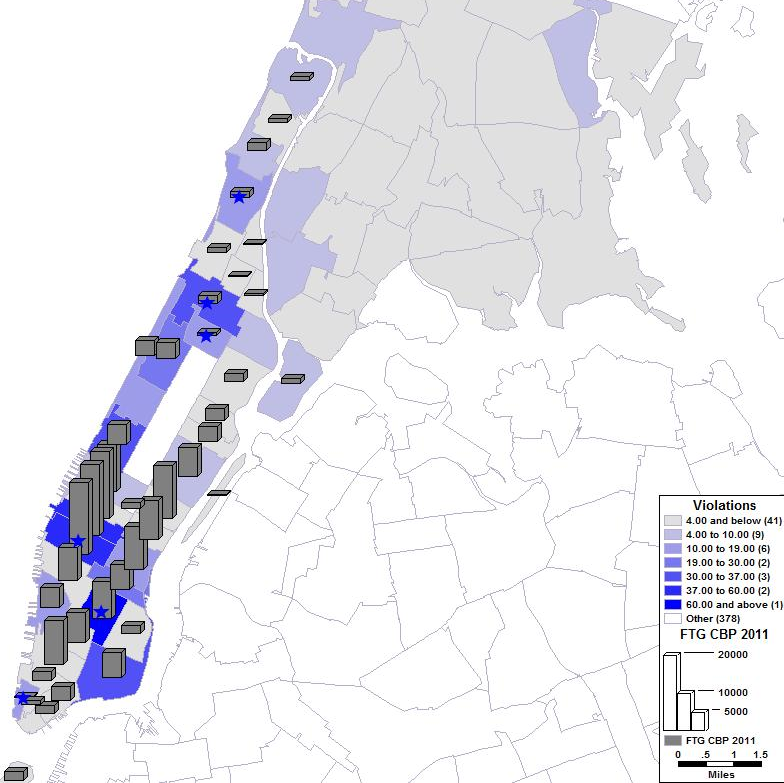 Violations
4.00 and below (41)
4.00 to 10.00 (9)
10.00 to 19.00 (6)
19.00 to 30.00 (2)
30.00 to 37.00 (3)
37.00 to 60.00 (2)
60.00 and above (1)
Other (378)
FTG CBP 2011
20000
10000
5000
FTG CBP 2011
0 .5 1 1.5
Miles